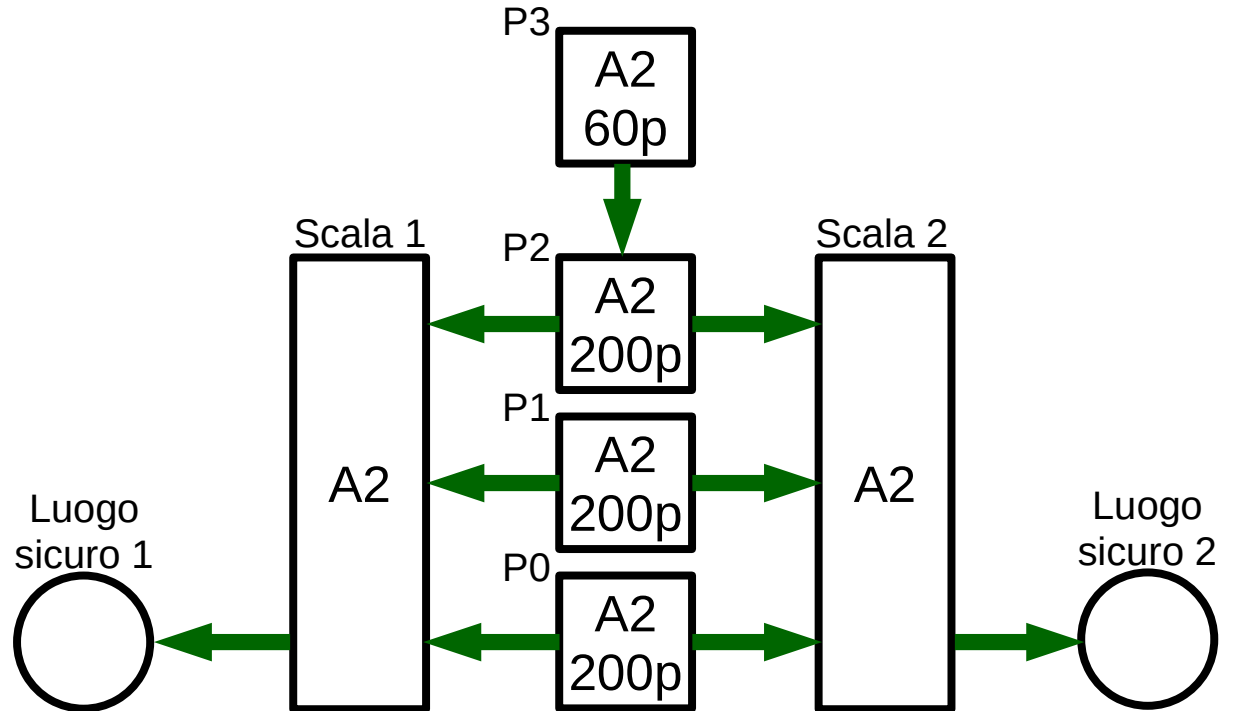 P3
A2
60p
Scala 1
P2
Scala 2
A2
200p
P1
A2
200p
A2
A2
Luogo
sicuro 1
P0
A2
200p
Luogo
sicuro 2